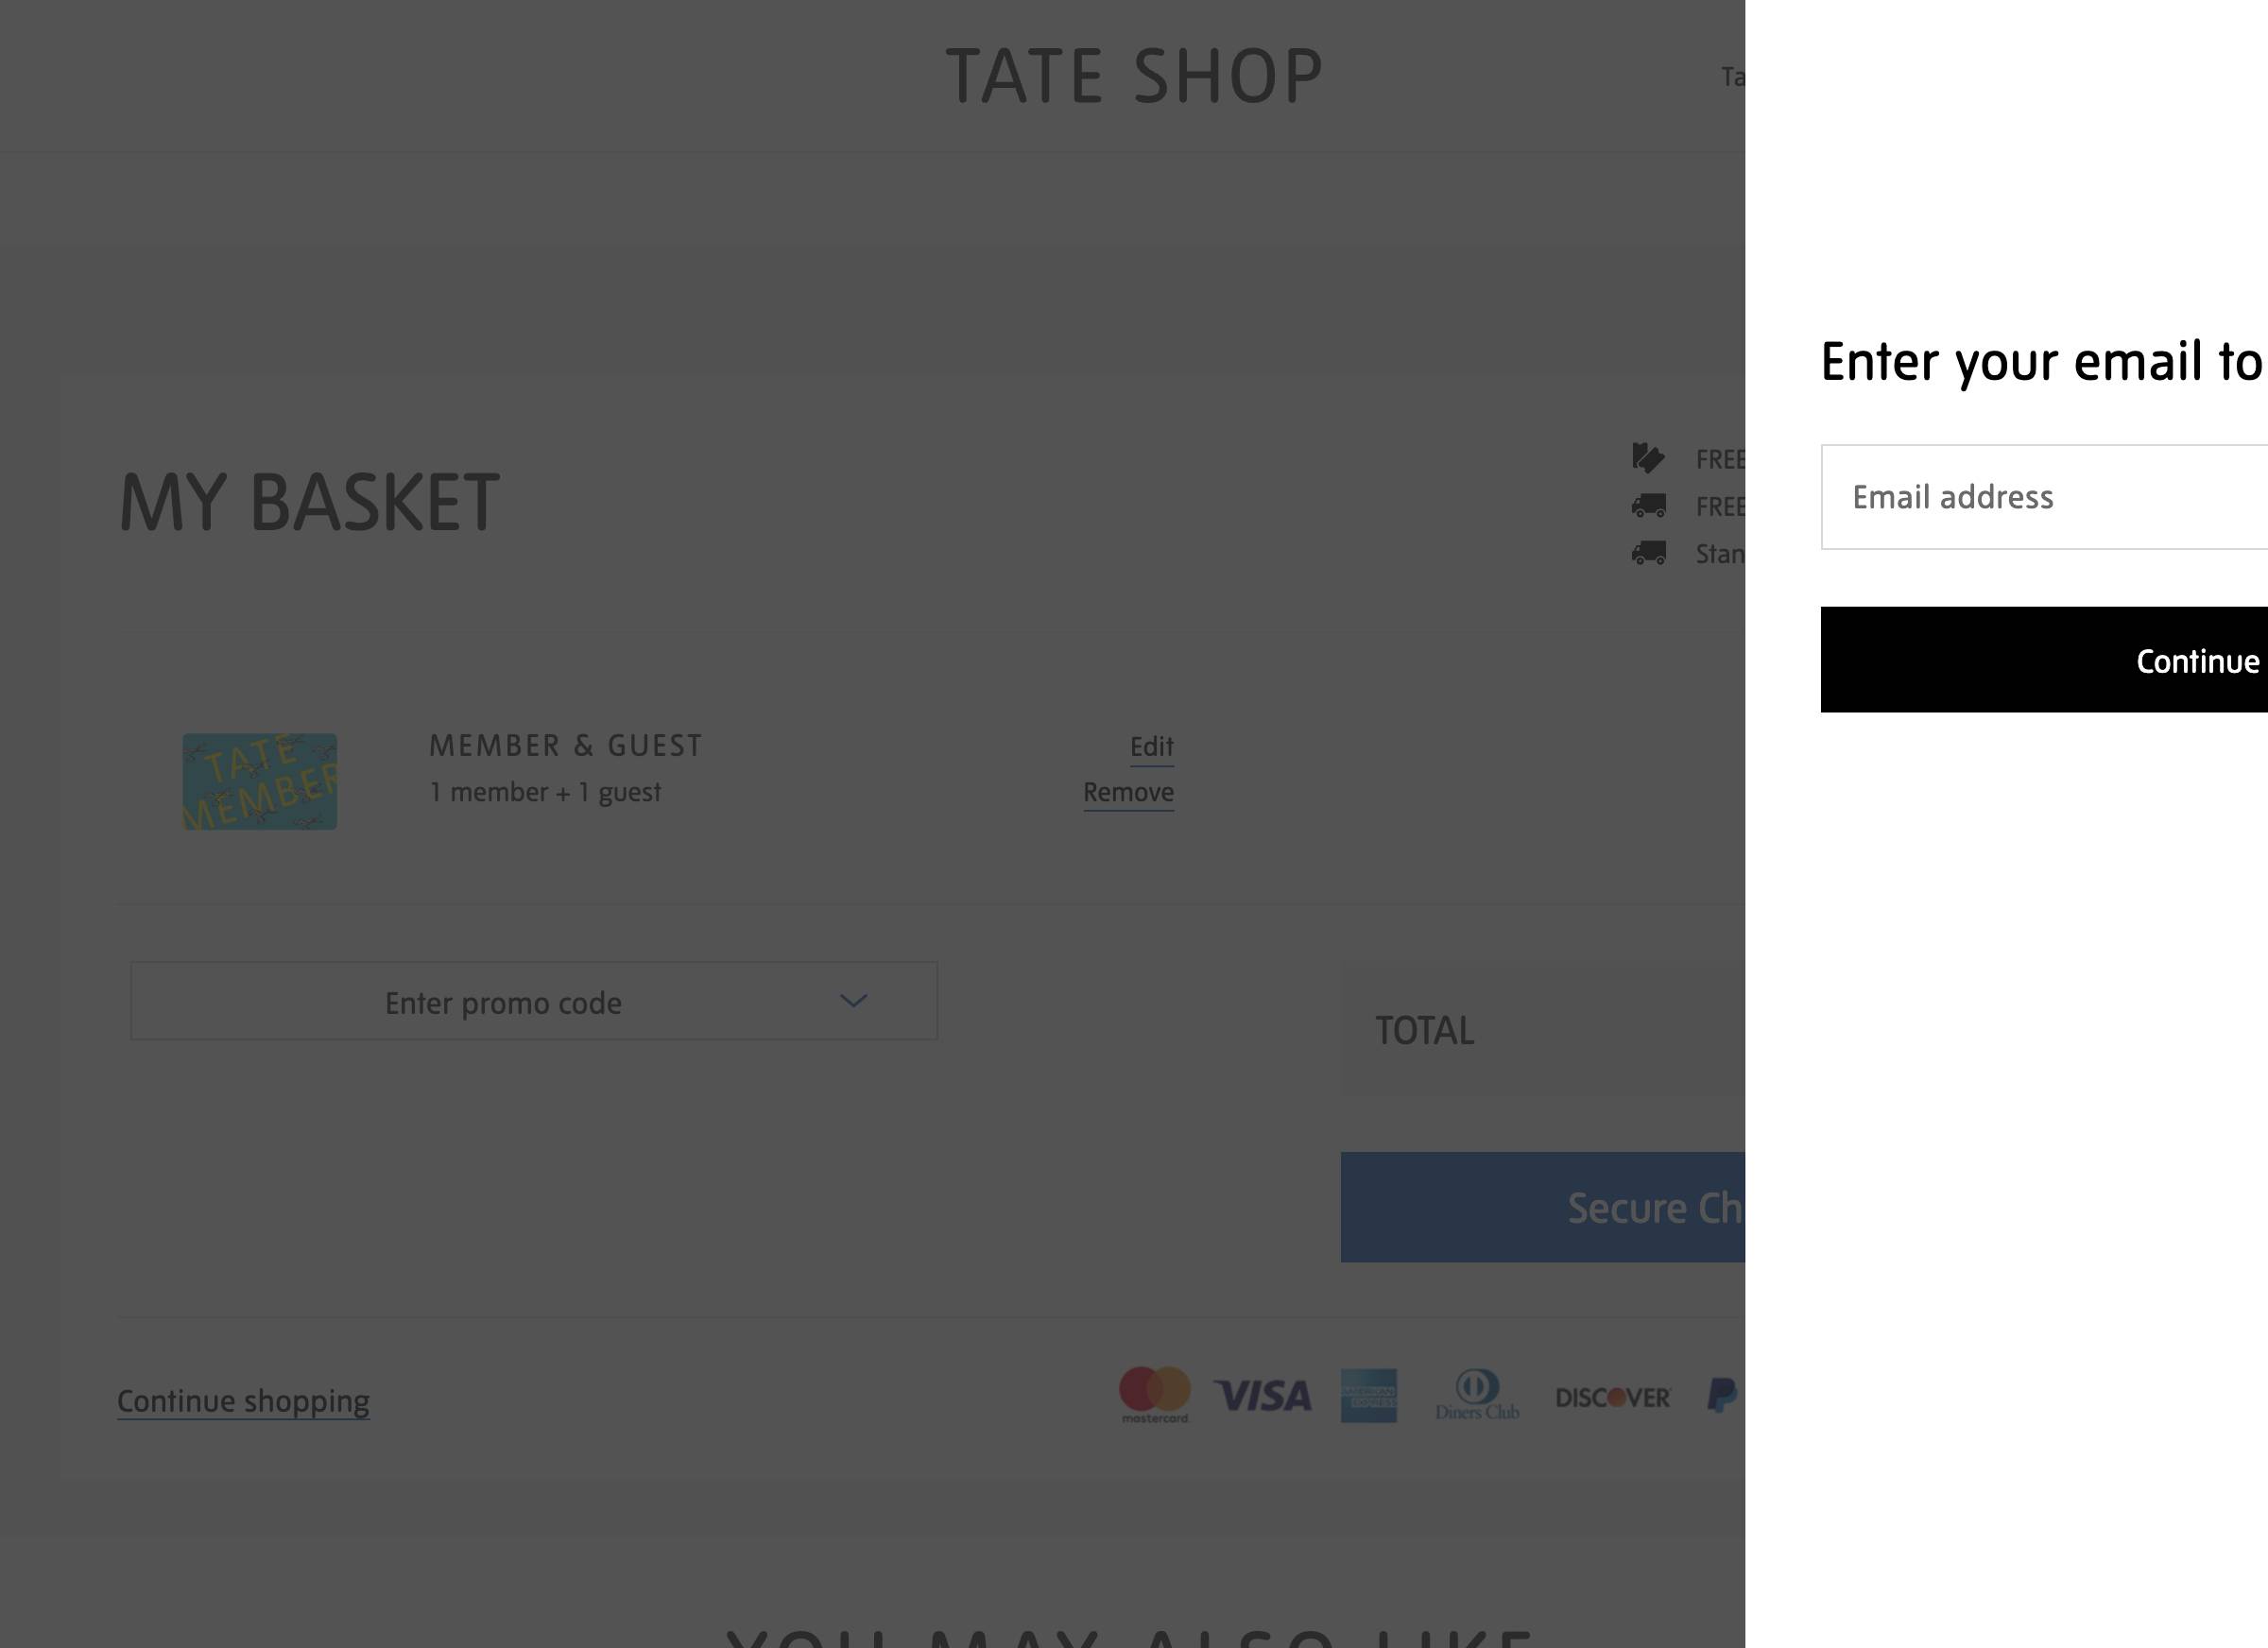 TATE SHOP
Ta
Enter your email to
Email address
Continue
MY BASKET
FREE
FREE
Stan
TATE
MEMBER
MEMBER & GUEST
1 member + 1 guest
Edit
Remove
Enter promo code
TOTAL
Secure Ch
Continue shopping
mastercard
VISA
AMERICAN
EXPRESS
Diners Club
DISCOVER
YOU MAY ALSO LIKE